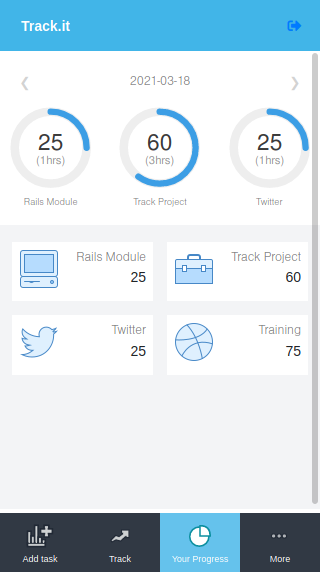 Track.it
❮ 2021-03-18 ❯
25 60 25
(1hrs) (3hrs) (1hrs)
Rails Module Track Project Twitter
Rails Module
25
Track Project
60
Twitter
25
Training
75
Add task Track Your Progress More